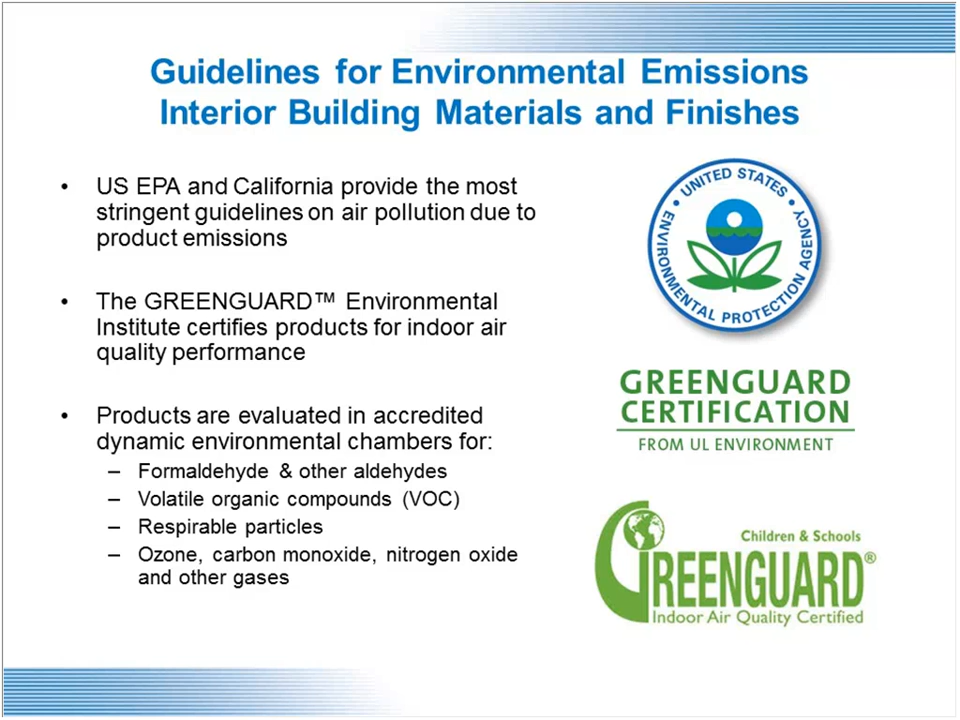 Guidelines for Environmental Emissions
Interior Building Materials and Finishes
• US EPA and California provide the most
stringent guidelines on air pollution due to
product emissions
• The GREENGUARD™ Environmental
Institute certifies products for indoor air
quality performance
• Products are evaluated in accredited
dynamic environmental chambers for:
– Formaldehyde & other aldehydes
– Volatile organic compounds (VOC)
– Respirable particles
– Ozone, carbon monoxide, nitrogen oxide
and other gases
UNITED STATES
ENVIRONMENTAL PROTECTION AGENCY
GREENGUARD
CERTIFICATION
FROM UL ENVIRONMENT
Children & Schools
GREENGUARD®
Indoor Air Quality Certified